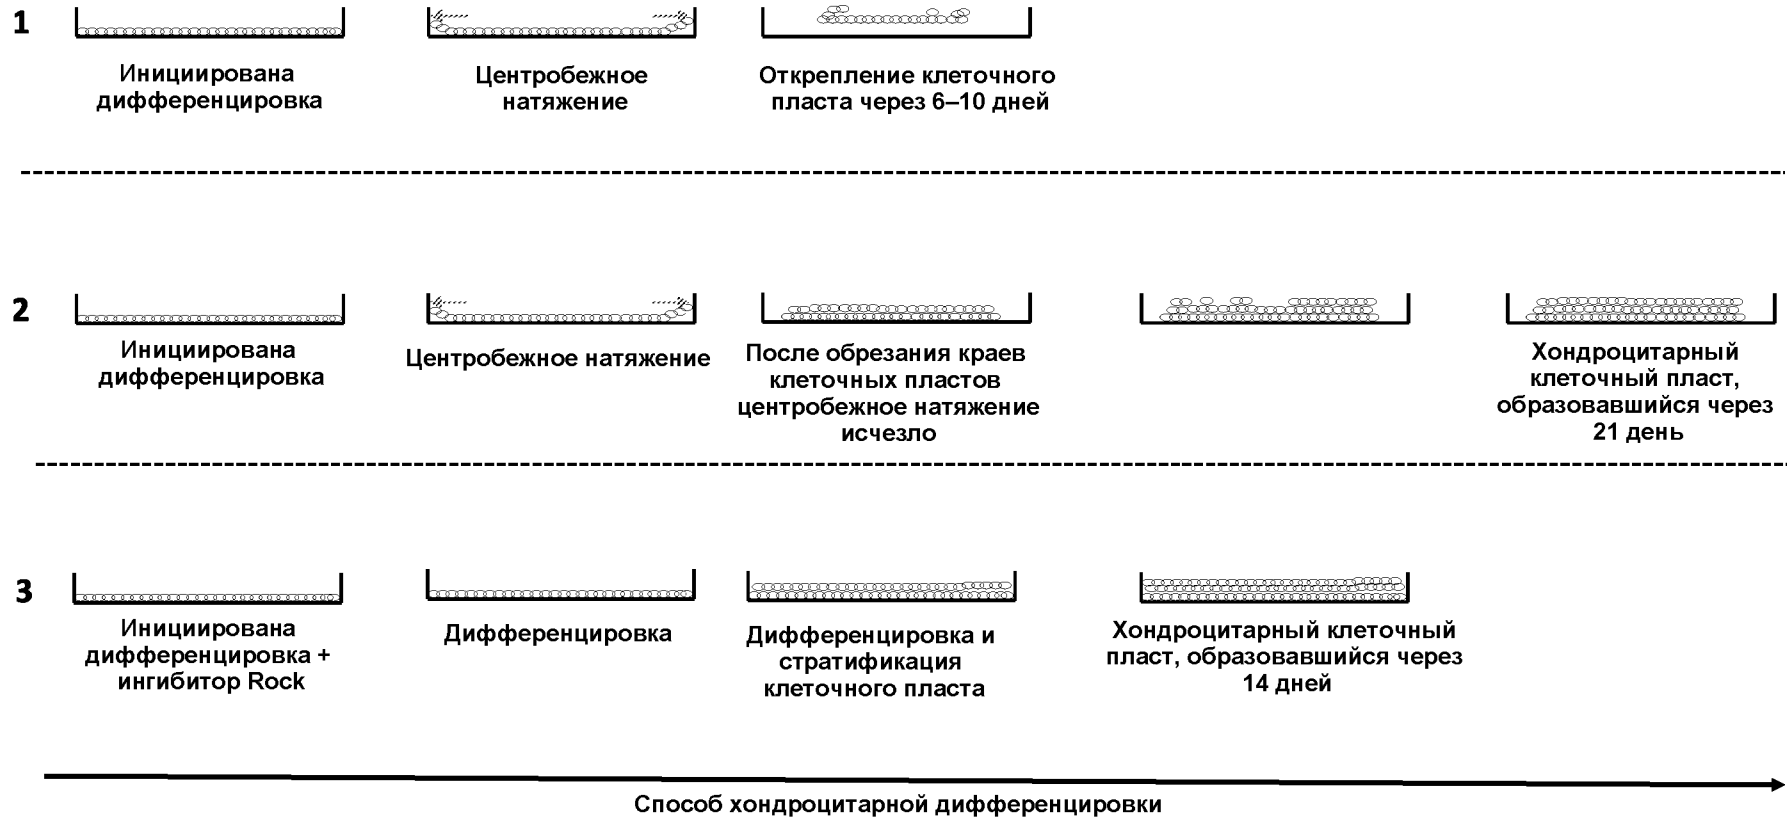 1
Инициирована
дифференцировка
Центробежное
натяжение
Открепление клеточного
пласта через 6–10 дней
2
Инициирована
дифференцировка
Центробежное натяжение
После обрезания краев
клеточных пластов
центробежное натяжение
исчезло
Хондроцитарный
клеточный пласт,
образовавшийся через
21 день
3
Инициирована
дифференцировка +
ингибитор Rock
Дифференцировка
Дифференцировка и
стратификация
клеточного пласта
Хондроцитарный клеточный
пласт, образовавшийся через
14 дней
Способ хондроцитарной дифференцировки